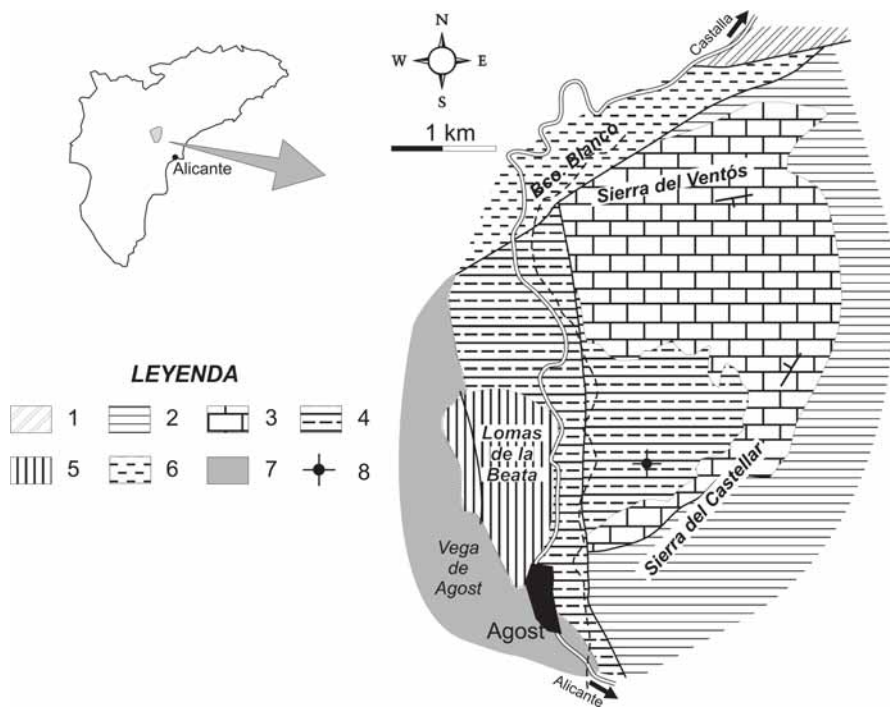 Alicante
N
W
E
S
1 km
Castalla
Bco. Blanco
Sierra del Ventós
LEYENDA
1
2
3
4
5
6
7
8
Lomas
de la
Beata
Sierra del Castellar
Vega
de
Agost
Agost
Alicante